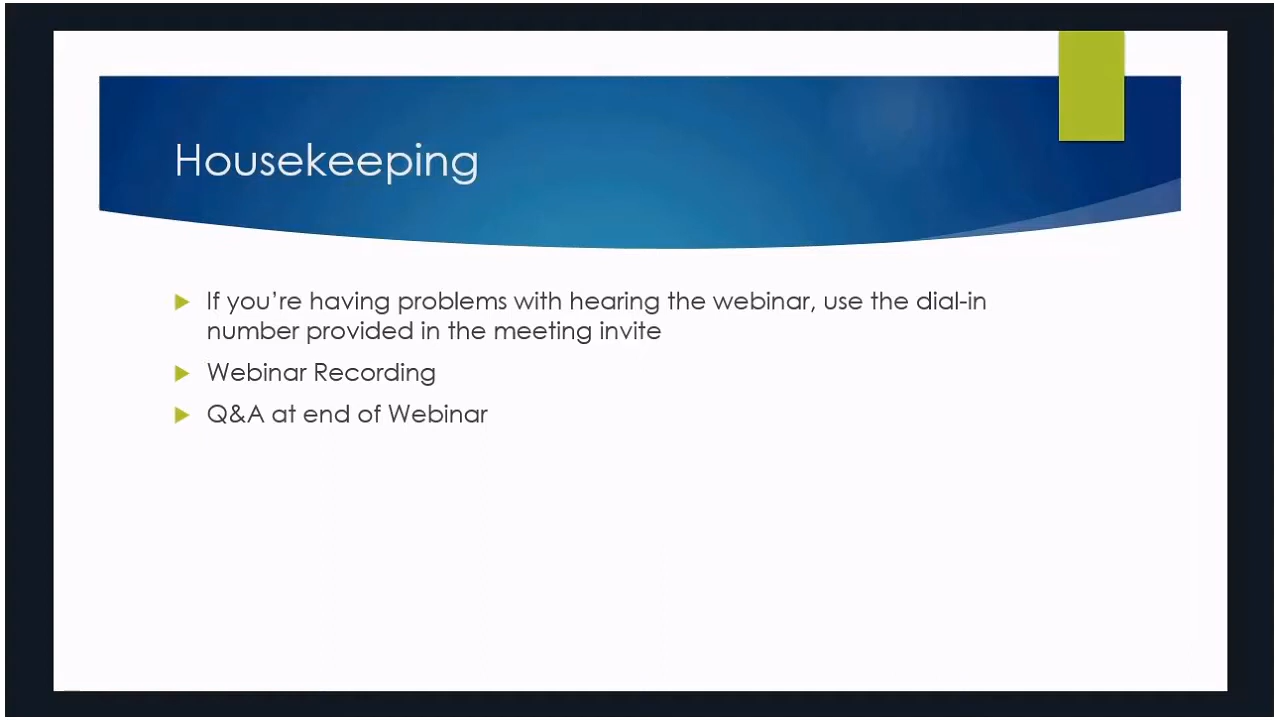 Housekeeping
If you’re having problems with hearing the webinar, use the dial-in
number provided in the meeting invite
Webinar Recording
Q&A at end of Webinar